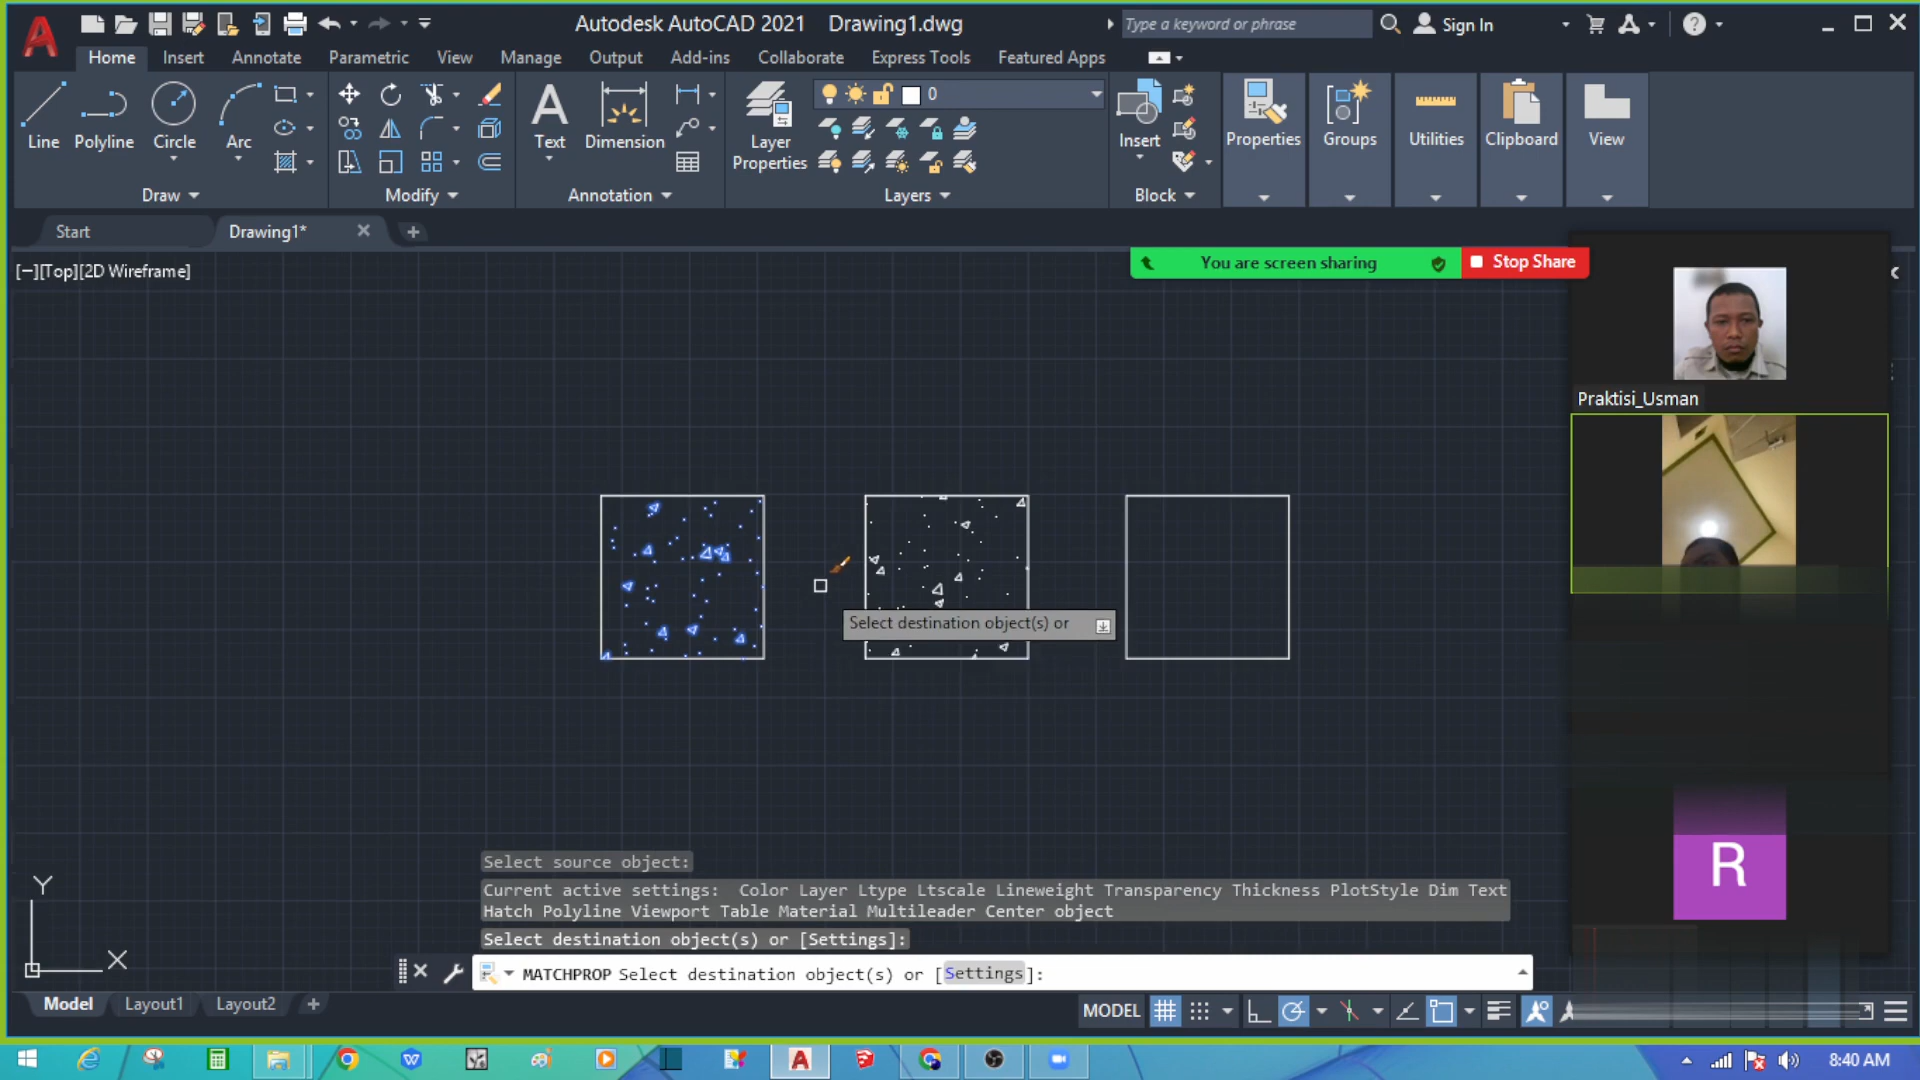 Autodesk AutoCAD 2021 Drawing1.dwg
Type a keyword or phrase
Sign In
Home Insert Annotate Parametric View Manage Output Add-ins Collaborate Express Tools Featured Apps
Line Polyline Circle Arc
Text Dimension
Layer
Properties
0
Insert
Properties Groups Utilities Clipboard View
Draw Modify Annotation Layers Block
Start Drawing1*
[−][Top][2D Wireframe]
You are screen sharing Stop Share
Praktisi_Usman
Select destination object(s) or
R
Select source object:
Current active settings: Color Layer Ltype Ltscale Lineweight Transparency Thickness PlotStyle Dim Text
Hatch Polyline Viewport Table Material Multileader Center object
Select destination object(s) or [Settings]:
MATCHPROP Select destination object(s) or [Settings]:
Y
X
Model Layout1 Layout2
MODEL
8:40 AM